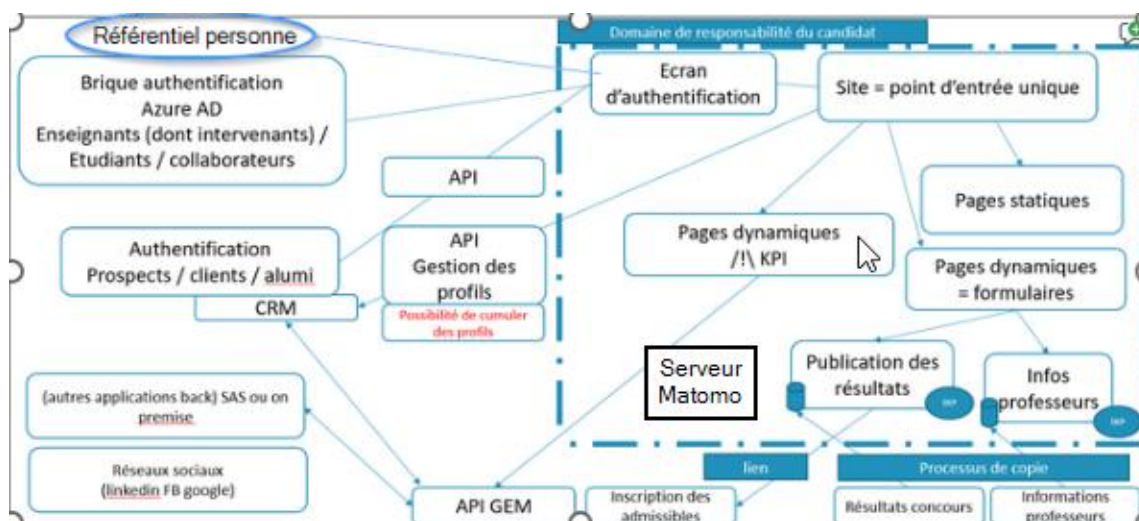 Référentiel personne
Domaine de responsabilité du candidat
Brique authentification
Azure AD
Enseignants (dont intervenants) /
Etudiants / collaborateurs
Ecran
d'authentification
Site = point d'entrée unique
API
Pages statiques
Authentification
Prospects / clients / alumi
CRM
API
Gestion des
profils
Possibilité de cumuler
des profils
Pages dynamiques
/!\ KPI
Pages dynamiques
= formulaires
Serveur
Matomo
Publication des
résultats
Infos
professeurs
(autres applications back) SAS ou on
premise
Réseaux sociaux
(linkedin FB google)
API GEM
lien
Processus de copie
Inscription des
admissibles
Résultats concours
Informations
professeurs